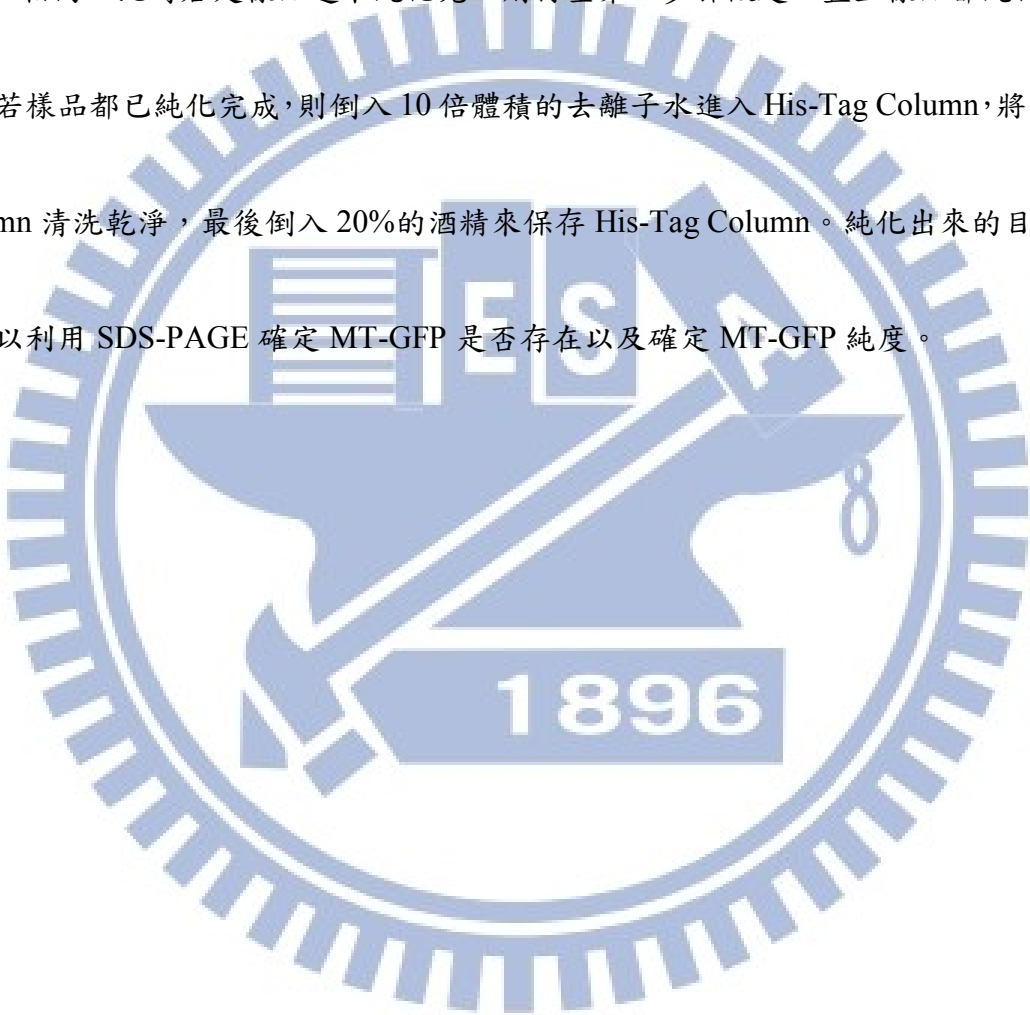 若樣品都已純化完成，則倒入 10 倍體積的去離子水進入 His-Tag Column，將
mn 清洗乾淨，最後倒入 20%的酒精來保存 His-Tag Column。純化出來的目
以利用 SDS-PAGE 確定 MT-GFP 是否存在以及確定 MT-GFP 純度。
E S A
8
1896